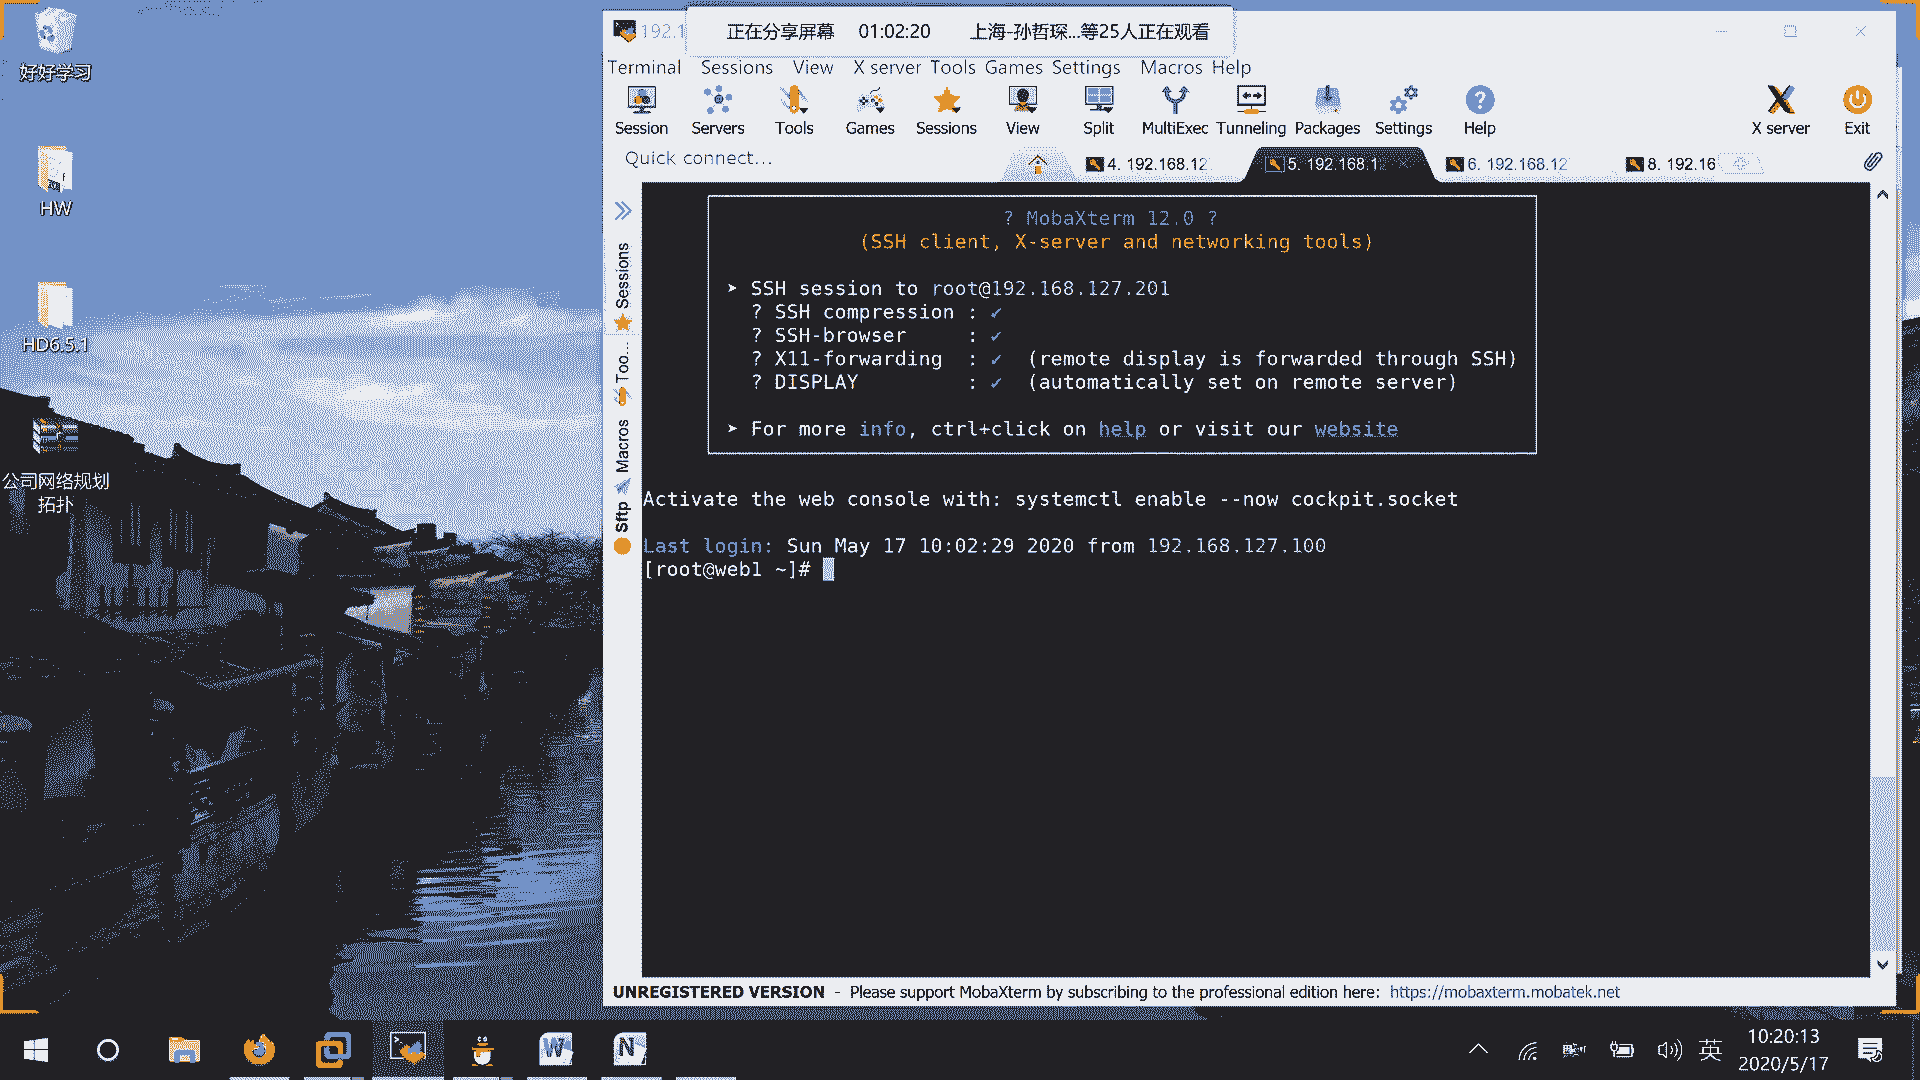 好好学习
HW
HD6.5.1
公司网络规划
拓扑
192.1
正在分享屏幕 01:02:20 上海-孙哲琛...等25人正在观看
Terminal Sessions View X server Tools Games Settings Macros Help
Session Servers Tools Games Sessions View Split MultiExec Tunneling Packages Settings Help X server Exit
Quick connect...
4. 192.168.12
5. 192.168.12
6. 192.168.12
8. 192.16
Sessions
Too...
Macros
Sftp
? MobaXterm 12.0 ?
(SSH client, X-server and networking tools)
➤ SSH session to root@192.168.127.201
? SSH compression : ✔
? SSH-browser : ✔
? X11-forwarding : ✔ (remote display is forwarded through SSH)
? DISPLAY : ✔ (automatically set on remote server)
➤ For more info, ctrl+click on help or visit our website
Activate the web console with: systemctl enable --now cockpit.socket
Last login: Sun May 17 10:02:29 2020 from 192.168.127.100
[root@web1 ~]#
UNREGISTERED VERSION - Please support MobaXterm by subscribing to the professional edition here: https://mobaxterm.mobatek.net
英
10:20:13
2020/5/17